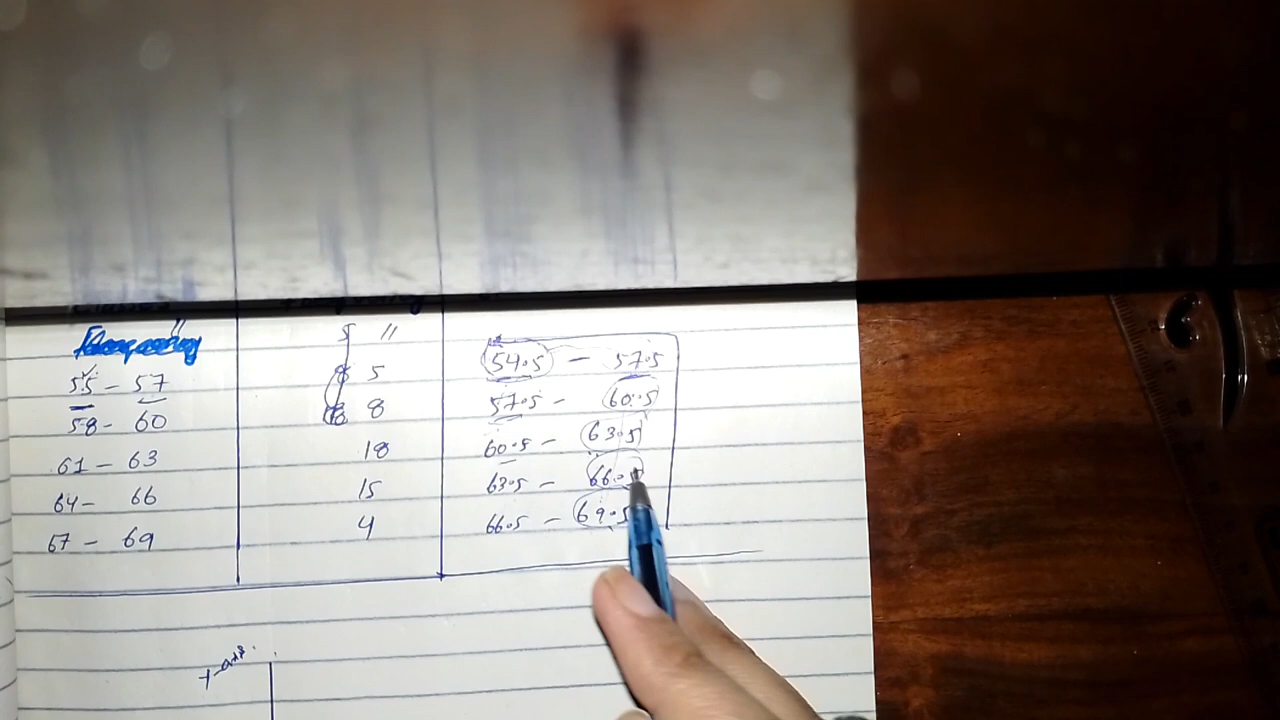 55 - 57 5 54.5 - 57.5
58 - 60 8 57.5 - 60.5
61 - 63 18 60.5 - 63.5
64 - 66 15 63.5 - 66.5
67 - 69 4 66.5 - 69.5